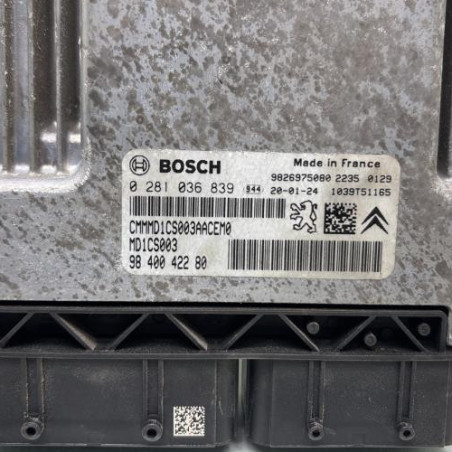 BOSCH
Made in France
9826975080 2235 0129
0 281 036 839 944 20-01-24 1039T51165
CMMMD1CS003AACEM0
MD1CS003
98 400 422 80